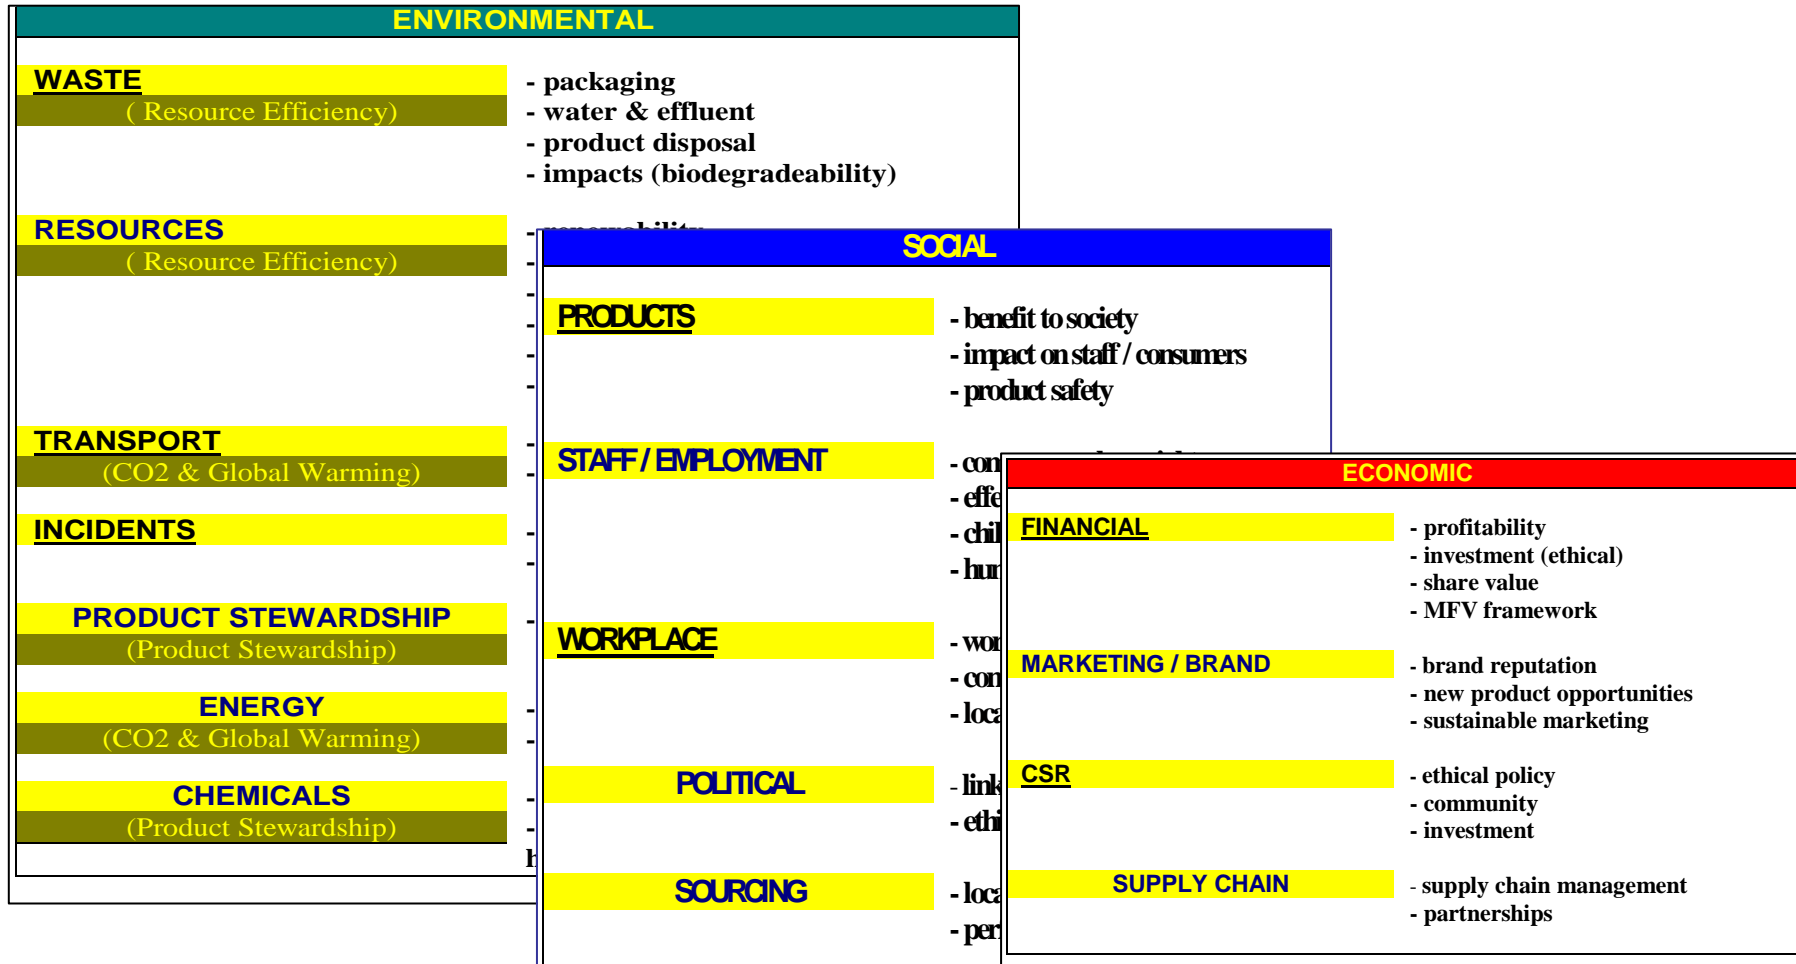 ENVIRONMENTAL
WASTE
( Resource Efficiency)
- packaging
- water & effluent
- product disposal
- impacts (biodegradeability)
RESOURCES
( Resource Efficiency)
- renewability
TRANSPORT
(CO2 & Global Warming)
INCIDENTS
PRODUCT STEWARDSHIP
(Product Stewardship)
ENERGY
(CO2 & Global Warming)
CHEMICALS
(Product Stewardship)
SOCIAL
PRODUCTS
- benefit to society
- impact on staff / consumers
- product safety
STAFF / EMPLOYMENT
WORKPLACE
POLITICAL
SOURCING
ECONOMIC
FINANCIAL
- profitability
- investment (ethical)
- share value
- MFV framework
MARKETING / BRAND
- brand reputation
- new product opportunities
- sustainable marketing
CSR
- ethical policy
- community
- investment
SUPPLY CHAIN
- supply chain management
- partnerships